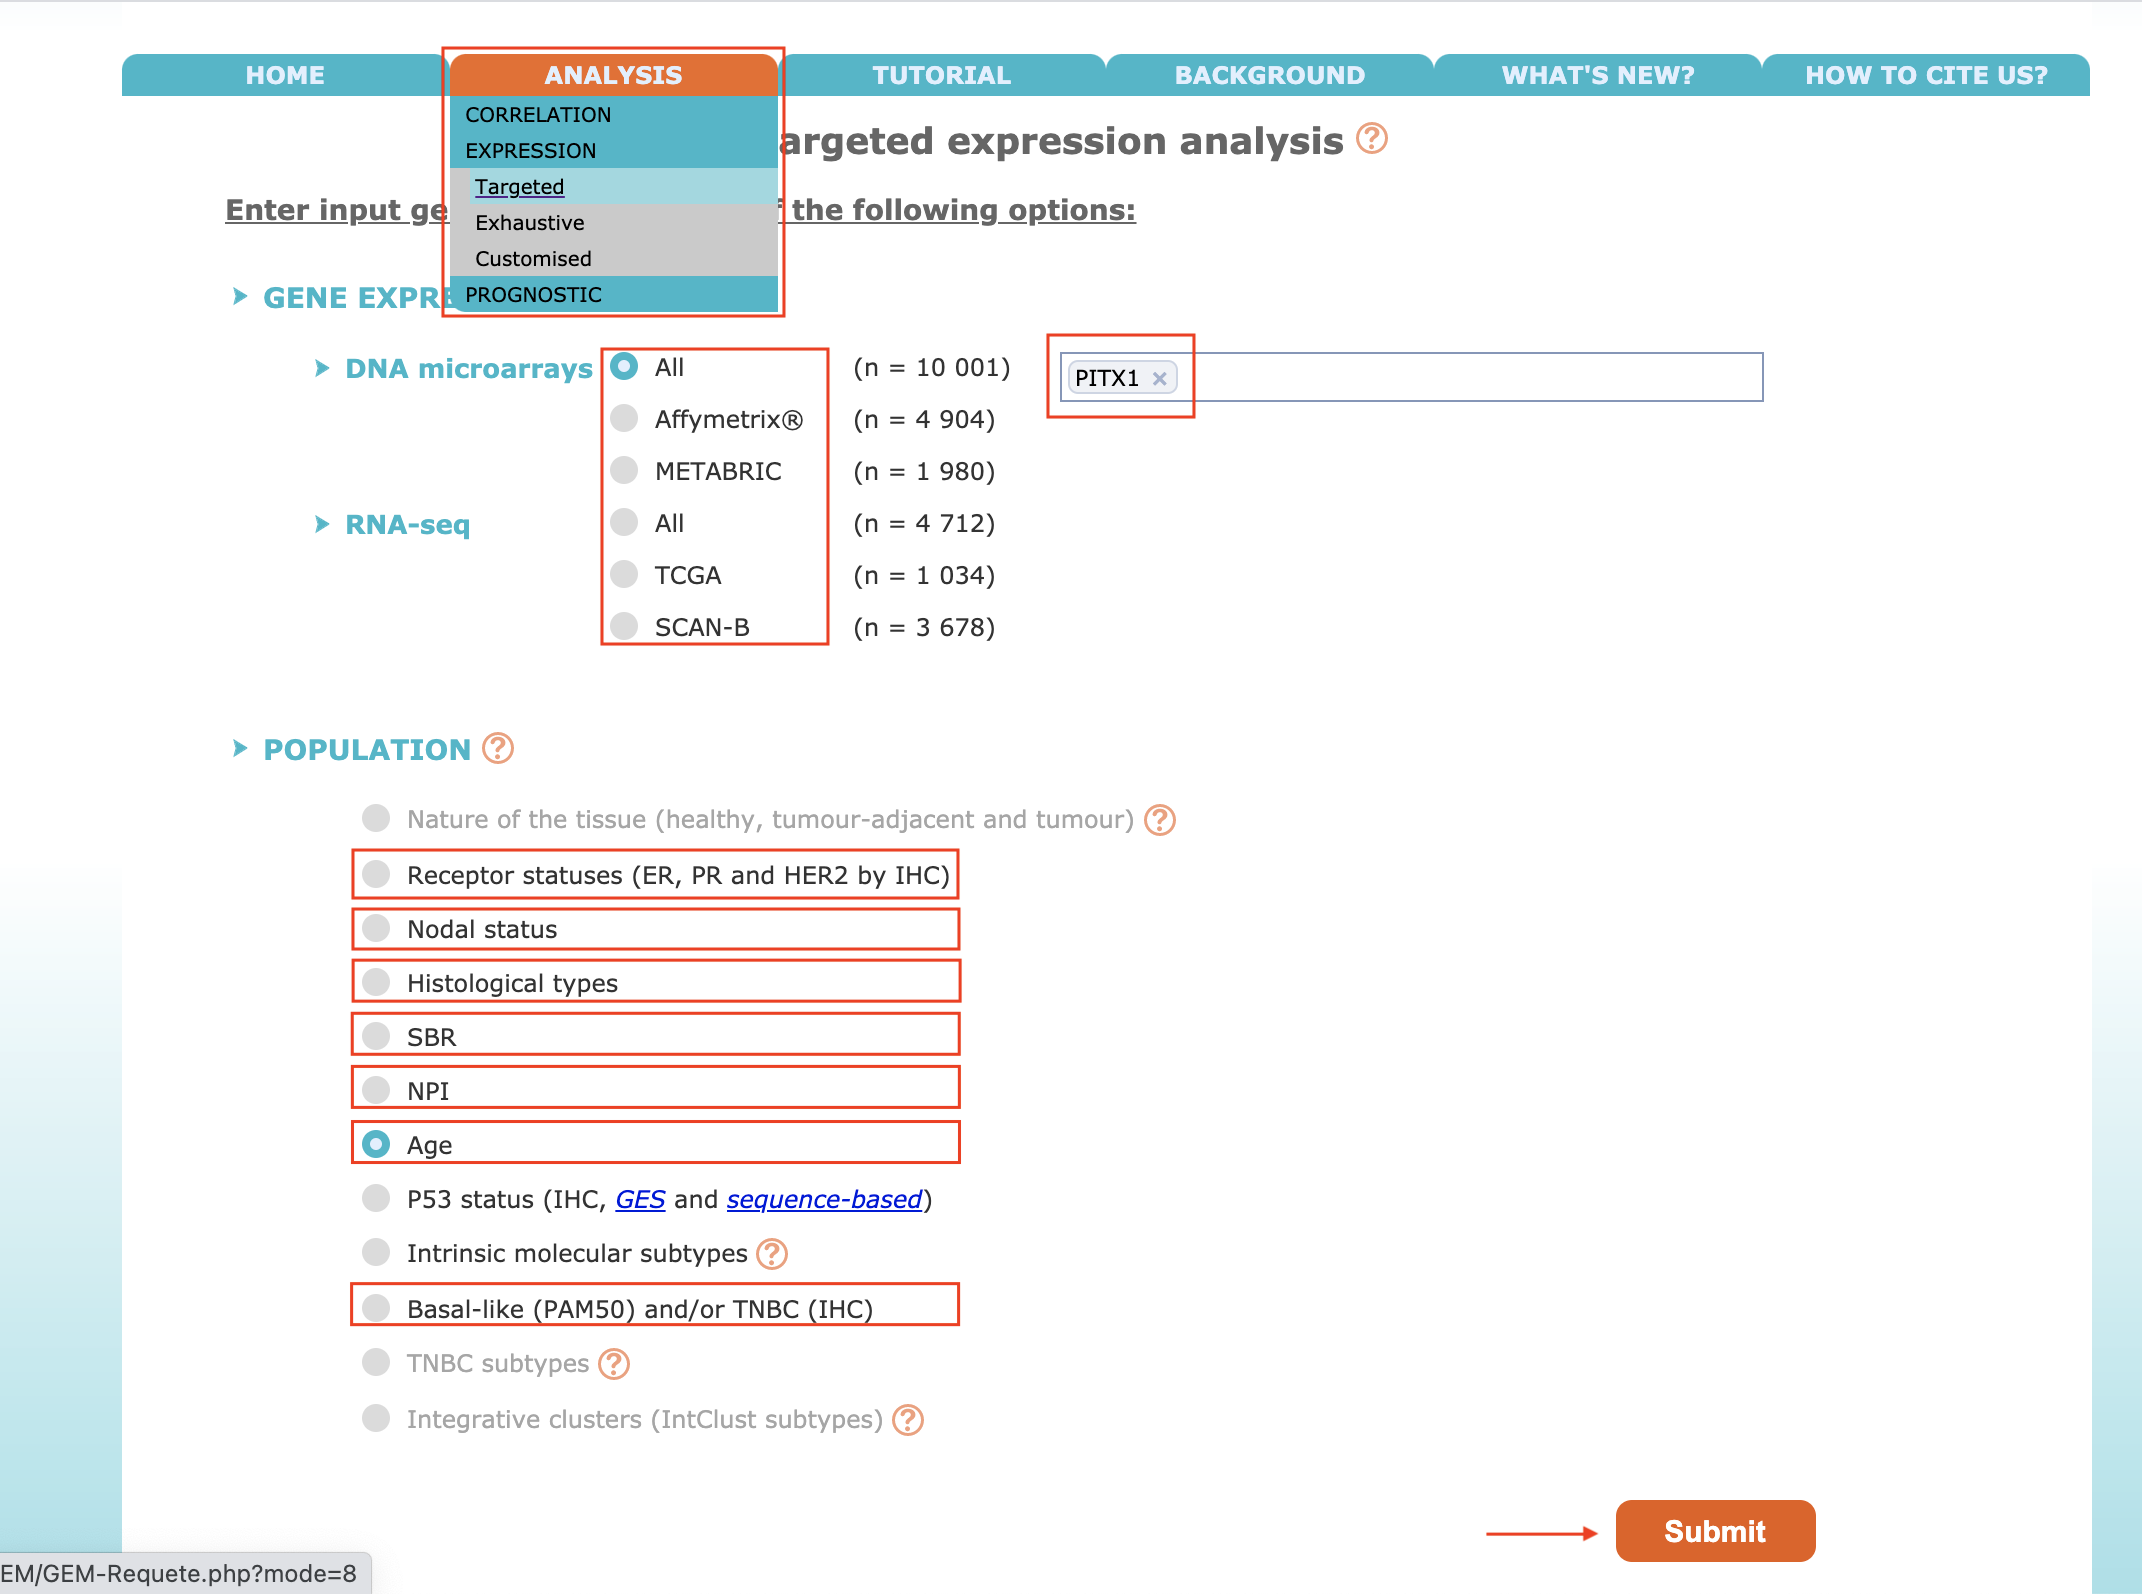 HOME ANALYSIS TUTORIAL BACKGROUND WHAT'S NEW? HOW TO CITE US?
CORRELATION
EXPRESSION
Targeted
Exhaustive
Customised
PROGNOSTIC
argeted expression analysis ?
Enter input ge the following options:
GENE EXPRE
DNA microarrays All (n = 10 001) PITX1 ×
Affymetrix® (n = 4 904)
METABRIC (n = 1 980)
RNA-seq All (n = 4 712)
TCGA (n = 1 034)
SCAN-B (n = 3 678)
POPULATION ?
Nature of the tissue (healthy, tumour-adjacent and tumour) ?
Receptor statuses (ER, PR and HER2 by IHC)
Nodal status
Histological types
SBR
NPI
Age
P53 status (IHC, GES and sequence-based)
Intrinsic molecular subtypes ?
Basal-like (PAM50) and/or TNBC (IHC)
TNBC subtypes ?
Integrative clusters (IntClust subtypes) ?
Submit
EM/GEM-Requete.php?mode=8